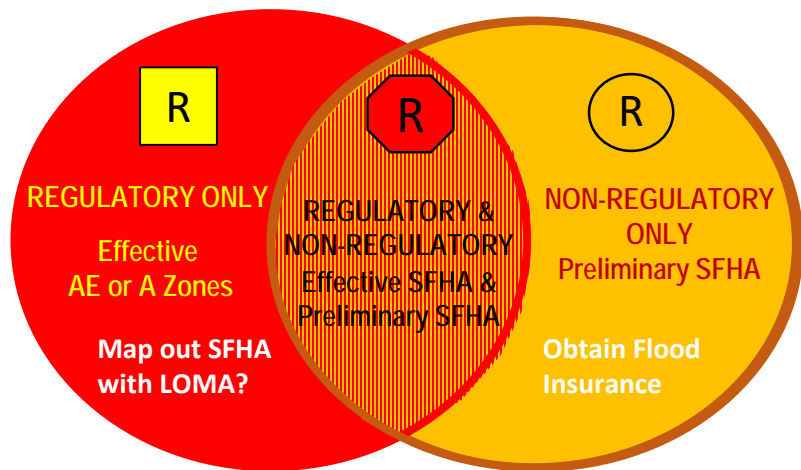 R
REGULATORY ONLY
Effective
AE or A Zones
Map out SFHA
with LOMA?
R
REGULATORY &
NON-REGULATORY
Effective SFHA &
Preliminary SFHA
R
NON-REGULATORY
ONLY
Preliminary SFHA
Obtain Flood
Insurance